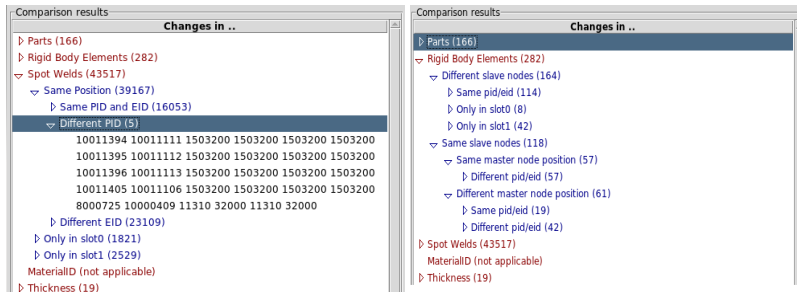 Comparison results
Changes in ..
Parts (166)
Rigid Body Elements (282)
Spot Welds (43517)
Same Position (39167)
Same PID and EID (16053)
Different PID (5)
10011394 10011111 1503200 1503200 1503200 1503200
10011395 10011112 1503200 1503200 1503200 1503200
10011396 10011113 1503200 1503200 1503200 1503200
10011405 10011106 1503200 1503200 1503200 1503200
8000725 10000409 11310 32000 11310 32000
Different EID (23109)
Only in slot0 (1821)
Only in slot1 (2529)
MaterialID (not applicable)
Thickness (19)
Comparison results
Changes in ..
Parts (166)
Rigid Body Elements (282)
Different slave nodes (164)
Same pid/eid (114)
Only in slot0 (8)
Only in slot1 (42)
Same slave nodes (118)
Same master node position (57)
Different pid/eid (57)
Different master node position (61)
Same pid/eid (19)
Different pid/eid (42)
Spot Welds (43517)
MaterialID (not applicable)
Thickness (19)